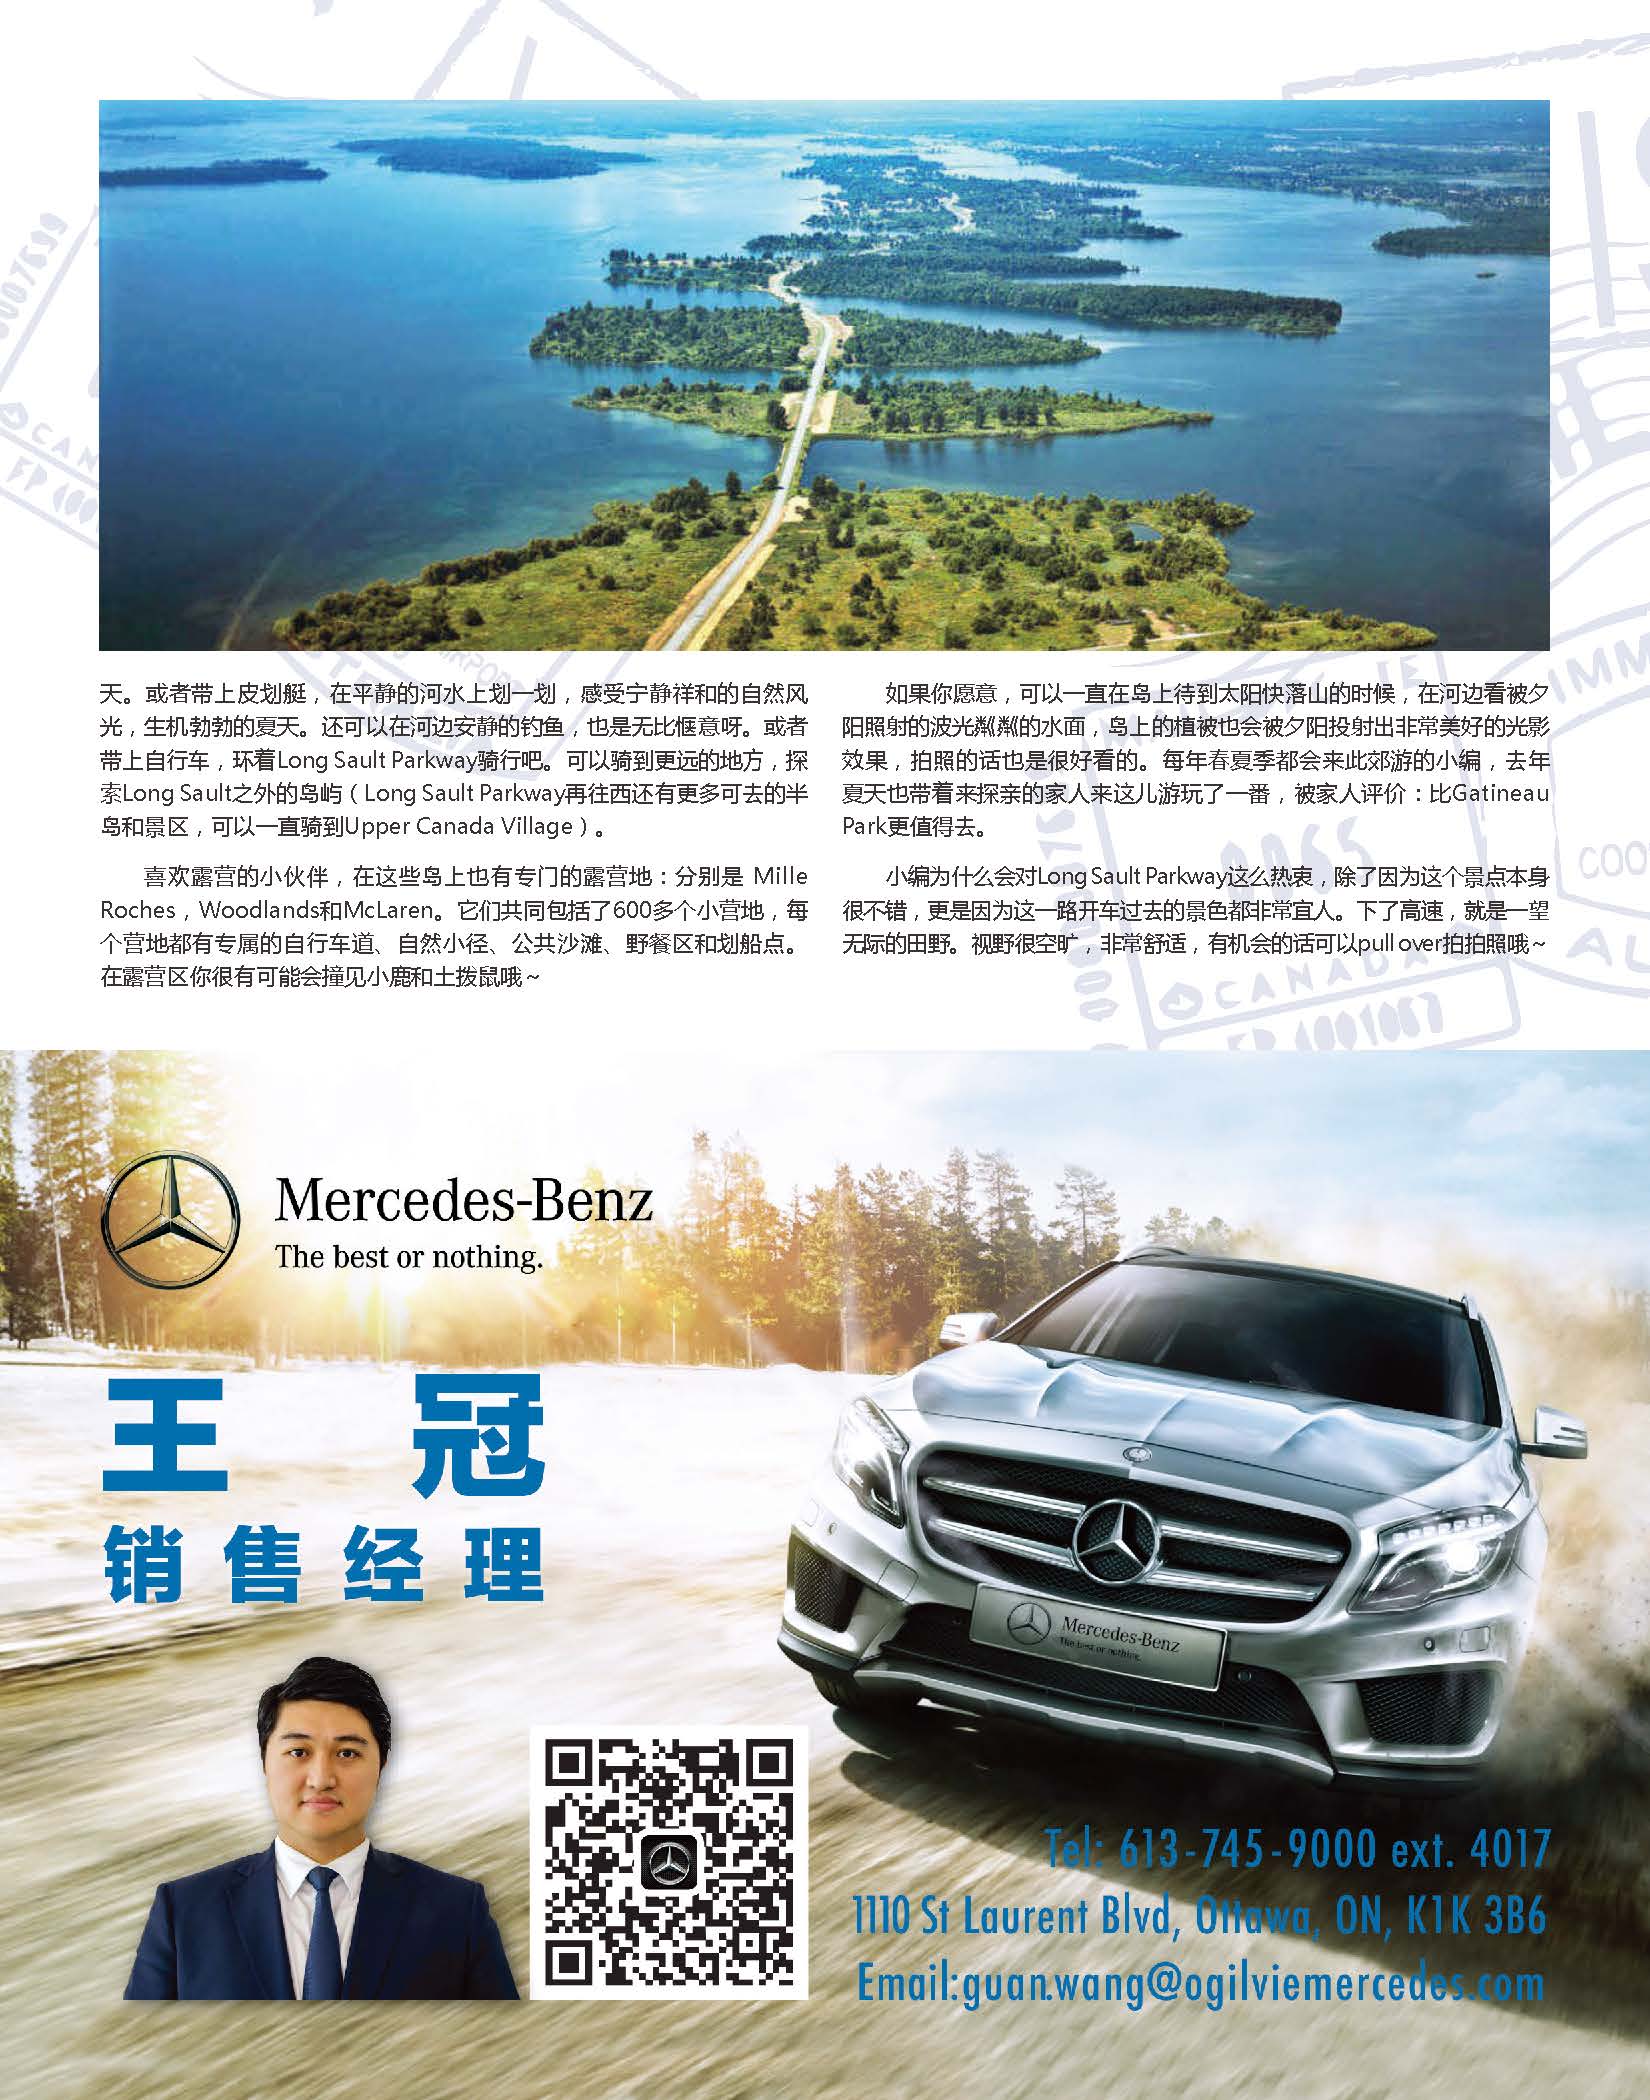 天。或者带上皮划艇，在平静的河水上划一划，感受宁静祥和的自然风
光，生机勃勃的夏天。还可以在河边安静的钓鱼，也是无比惬意呀。或者
带上自行车，环着Long Sault Parkway骑行吧。可以骑到更远的地方，探
索Long Sault之外的岛屿（Long Sault Parkway再往西还有更多可去的半
岛和景区，可以一直骑到Upper Canada Village）。
喜欢露营的小伙伴，在这些岛上也有专门的露营地：分别是 Mille
Roches，Woodlands和McLaren。它们共同包括了600多个小营地，每
个营地都有专属的自行车道、自然小径、公共沙滩、野餐区和划船点。
在露营区你很有可能会撞见小鹿和土拨鼠哦~
如果你愿意，可以一直在岛上待到太阳快落山的时候，在河边看被夕
阳照射的波光粼粼的水面，岛上的植被也会被夕阳投射出非常美好的光影
效果，拍照的话也是很好看的。每年春夏季都会来此郊游的小编，去年
夏天也带着来探亲的家人来这儿游玩了一番，被家人评价：比Gatineau
Park更值得去。
小编为什么会对Long Sault Parkway这么热衷，除了因为这个景点本身
很不错，更是因为这一路开车过去的景色都非常宜人。下了高速，就是一望
无际的田野。视野很空旷，非常舒适，有机会的话可以pull over拍拍照哦~
CANADA
Mercedes-Benz
The best or nothing.
王 冠
销售经理
Mercedes-Benz
The best or nothing.
Tel: 613-745-9000 ext. 4017
1110 St Laurent Blvd, Ottawa, ON, K1K 3B6
Email:guan.wang@ogilviemercedes.com